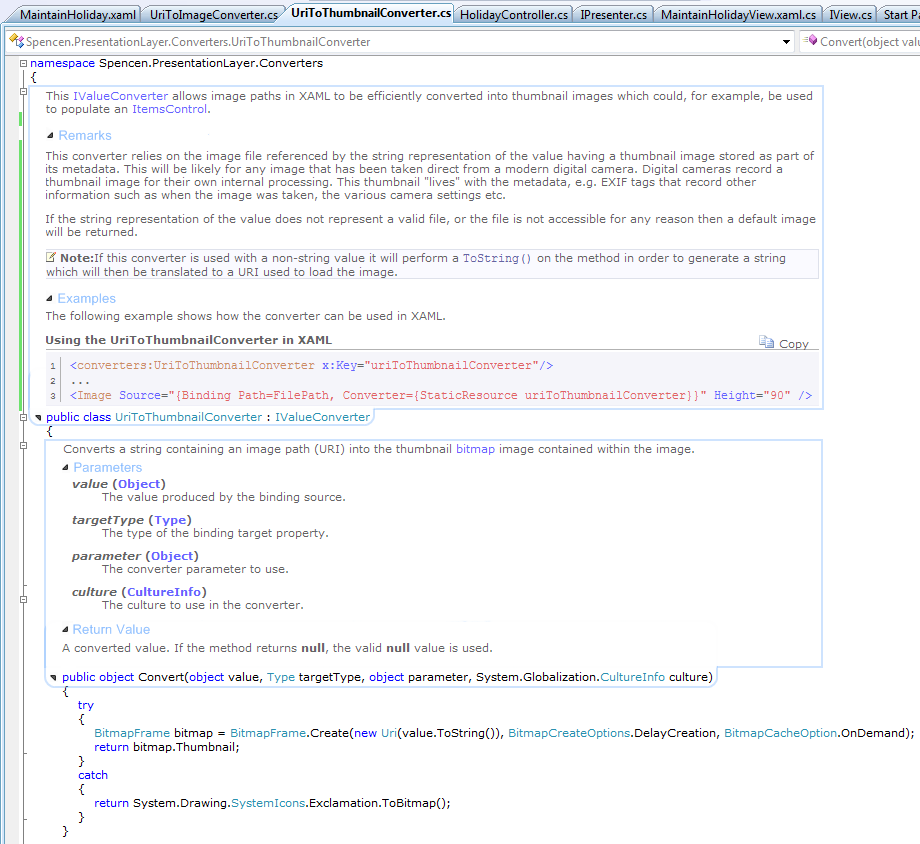 MaintainHoliday.xaml UriToImageConverter.cs UriToThumbnailConverter.cs HolidayController.cs IPresenter.cs MaintainHolidayView.xaml.cs IView.cs Start Pa
Spencen.PresentationLayer.Converters.UriToThumbnailConverter Convert(object valu
namespace Spencen.PresentationLayer.Converters
{
This IValueConverter allows image paths in XAML to be efficiently converted into thumbnail images which could, for example, be used
to populate an ItemsControl.
Remarks
This converter relies on the image file referenced by the string representation of the value having a thumbnail image stored as part of
its metadata. This will be likely for any image that has been taken direct from a modern digital camera. Digital cameras record a
thumbnail image for their own internal processing. This thumbnail "lives" with the metadata, e.g. EXIF tags that record other
information such as when the image was taken, the various camera settings etc.
If the string representation of the value does not represent a valid file, or the file is not accessible for any reason then a default image
will be returned.
Note:If this converter is used with a non-string value it will perform a ToString() on the method in order to generate a string
which will then be translated to a URI used to load the image.
Examples
The following example shows how the converter can be used in XAML.
Using the UriToThumbnailConverter in XAML Copy
1 <converters:UriToThumbnailConverter x:Key="uriToThumbnailConverter"/>
2 ...
3 <Image Source="{Binding Path=FilePath, Converter={StaticResource uriToThumbnailConverter}}" Height="90" />
public class UriToThumbnailConverter : IValueConverter
{
Converts a string containing an image path (URI) into the thumbnail bitmap image contained within the image.
Parameters
value (Object)
The value produced by the binding source.
targetType (Type)
The type of the binding target property.
parameter (Object)
The converter parameter to use.
culture (CultureInfo)
The culture to use in the converter.
Return Value
A converted value. If the method returns null, the valid null value is used.
public object Convert(object value, Type targetType, object parameter, System.Globalization.CultureInfo culture)
{
try
{
BitmapFrame bitmap = BitmapFrame.Create(new Uri(value.ToString()), BitmapCreateOptions.DelayCreation, BitmapCacheOption.OnDemand);
return bitmap.Thumbnail;
}
catch
{
return System.Drawing.SystemIcons.Exclamation.ToBitmap();
}
}